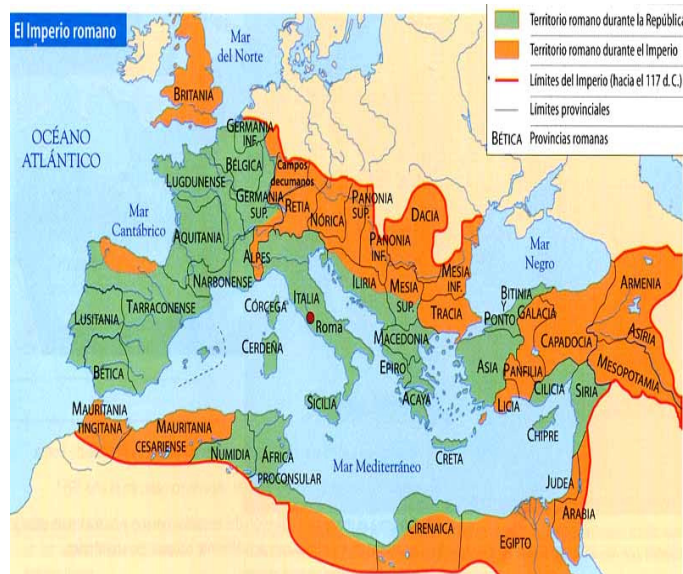 El Imperio romano
Territorio romano durante la República
Territorio romano durante el Imperio
Límites del Imperio (hacia el 117 d. C.)
Límites provinciales
BÉTICA
Provincias romanas
Mar
del Norte
BRITANIA
OCÉANO
ATLÁNTICO
GERMANIA
INF.
BÉLGICA
Campos
decumanos
LUGDUNENSE
GERMANIA
SUP.
RETIA
NÓRICA
PANONIA
SUP.
DACIA
Mar
Cantábrico
AQUITANIA
PANONIA
INF.
Mar
Negro
ALPES
NARBONENSE
ILIRIA
MESIA
SUP.
MESIA
INF.
ARMENIA
CÓRCEGA
ITALIA
Roma
TRACIA
BITINIA
PONTO
GALACIA
CAPADOCIA
ASIRIA
MESOPOTAMIA
TARRACONENSE
LUSITANIA
BÉTICA
CERDEÑA
MACEDONIA
EPIRO
ACAYA
ASIA
PANFILIA
LICIA
CILICIA
SIRIA
SICILIA
MAURITANIA
TINGITANA
MAURITANIA
CESARIENSE
NUMIDIA
ÁFRICA
PROCONSULAR
Mar Mediterráneo
CRETA
CHIPRE
JUDEA
ARABIA
CIRENAICA
EGIPTO